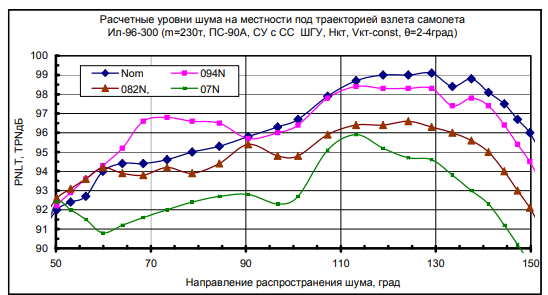 Расчетные уровни шума на местности под траекторией взлета самолета
Ил-96-300 (m=230т, ПС-90А, СУ с СС ШГУ, Нкт, Vкт-const, θ=2-4град)
PNLT, TPNдБ
100
99
98
97
96
95
94
93
92
91
90
Nom
094N
082N,
07N
50
70
90
110
130
150
Направление распространения шума, град